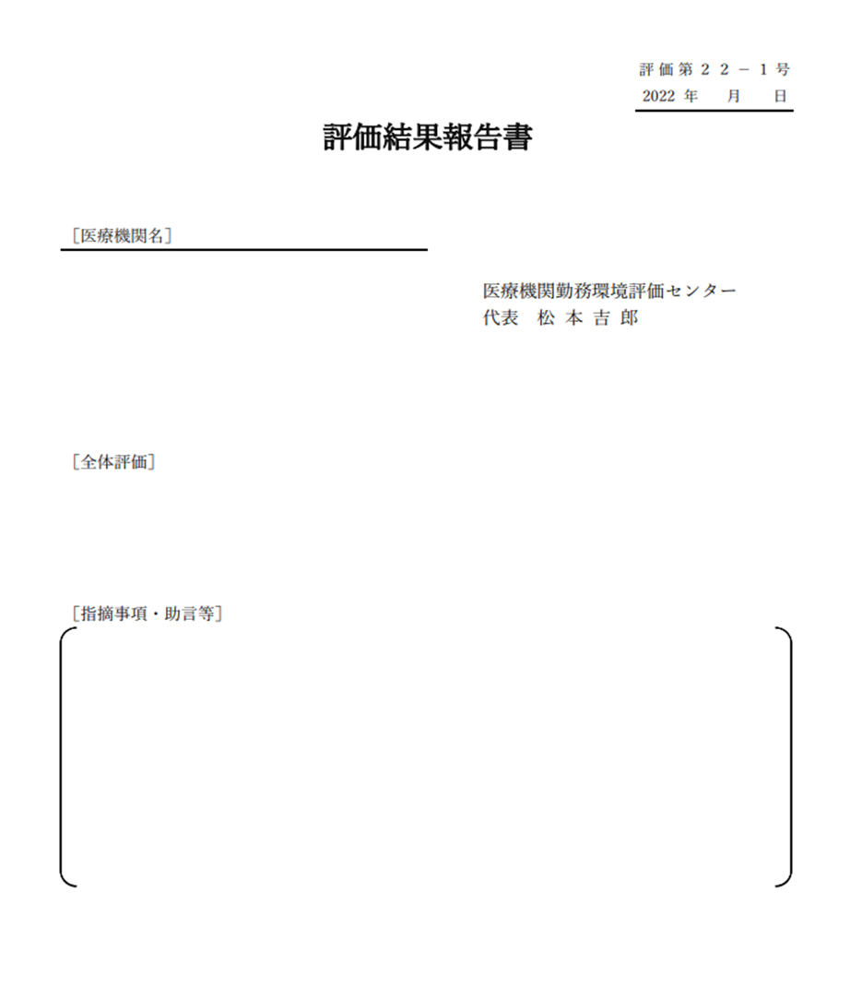 評価第２２－１号
2022 年　　月　　日
評価結果報告書
［医療機関名］
医療機関勤務環境評価センター
代表　松 本 吉 郎
［全体評価］
［指摘事項・助言等］